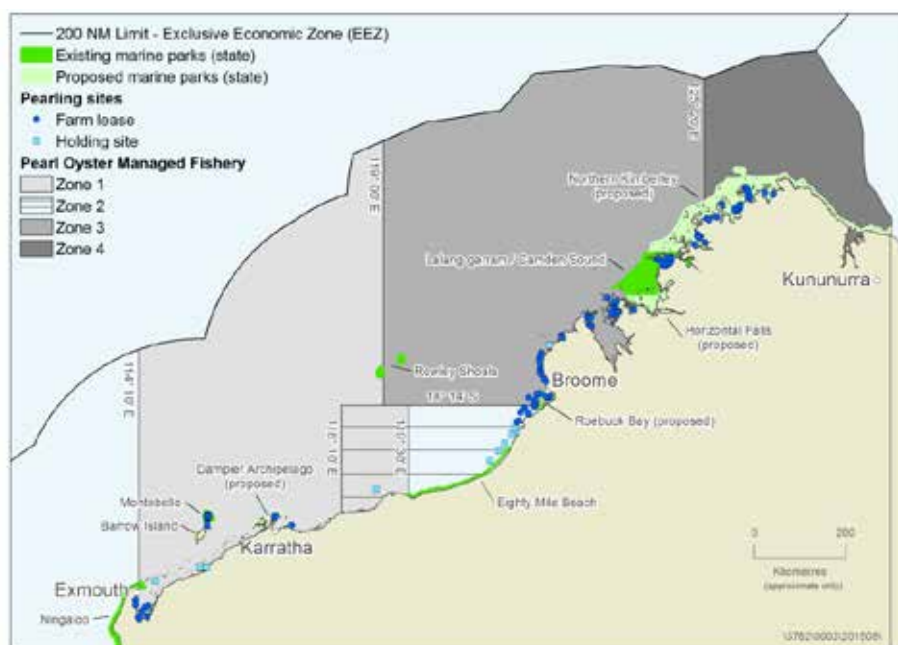 200 NM Limit - Exclusive Economic Zone (EEZ)
Existing marine parks (state)
Proposed marine parks (state)
Pearling sites
Farm lease
Holding site
Pearl Oyster Managed Fishery
Zone 1
Zone 2
Zone 3
Zone 4
119° 00' E
Northern Kimberley
(proposed)
Lalang-garram / Camden Sound
Kununurra
Horizontal Falls
(proposed)
114° 10' E
Rowley Shoals
Broome
18° 14' S
Roebuck Bay (proposed)
Dampier Archipelago
(proposed)
Eighty Mile Beach
Montebello
Barrow Island
Karratha
0 200
Kilometres
(approximate only)
Exmouth
Ningaloo